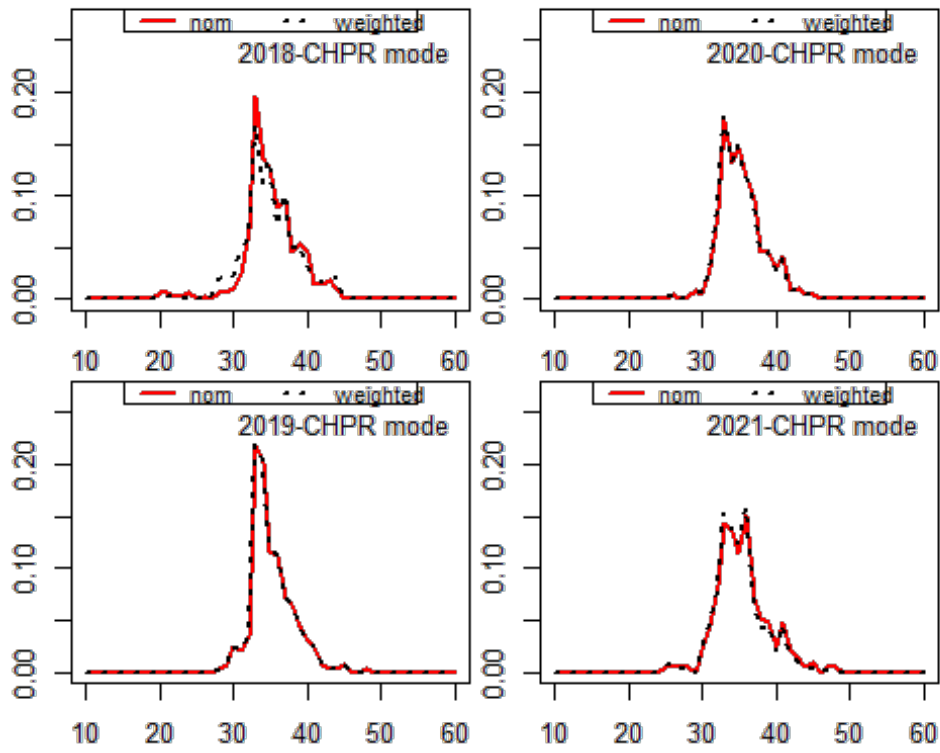 nom weighted
2018-CHPR mode
0.00 0.10 0.20
10 20 30 40 50 60
nom weighted
2020-CHPR mode
0.00 0.10 0.20
10 20 30 40 50 60
nom weighted
2019-CHPR mode
0.00 0.10 0.20
10 20 30 40 50 60
nom weighted
2021-CHPR mode
0.00 0.10 0.20
10 20 30 40 50 60